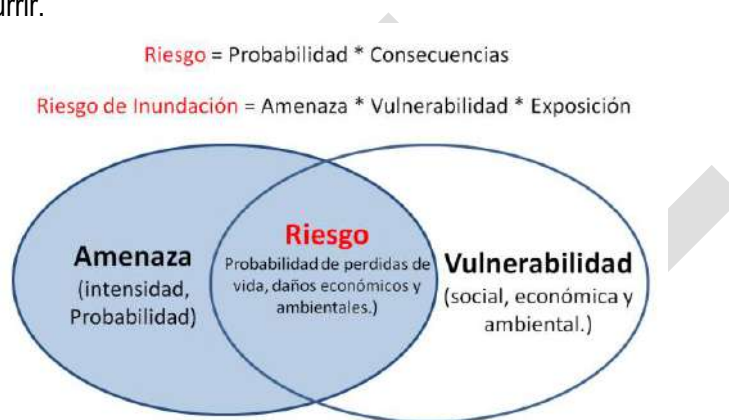 Riesgo = Probabilidad * Consecuencias
Riesgo de Inundación = Amenaza * Vulnerabilidad * Exposición
Riesgo
Amenaza
(intensidad,
Probabilidad)
Probabilidad de perdidas de
vida, daños económicos y
ambientales.)
Vulnerabilidad
(social, económica y
ambiental.)